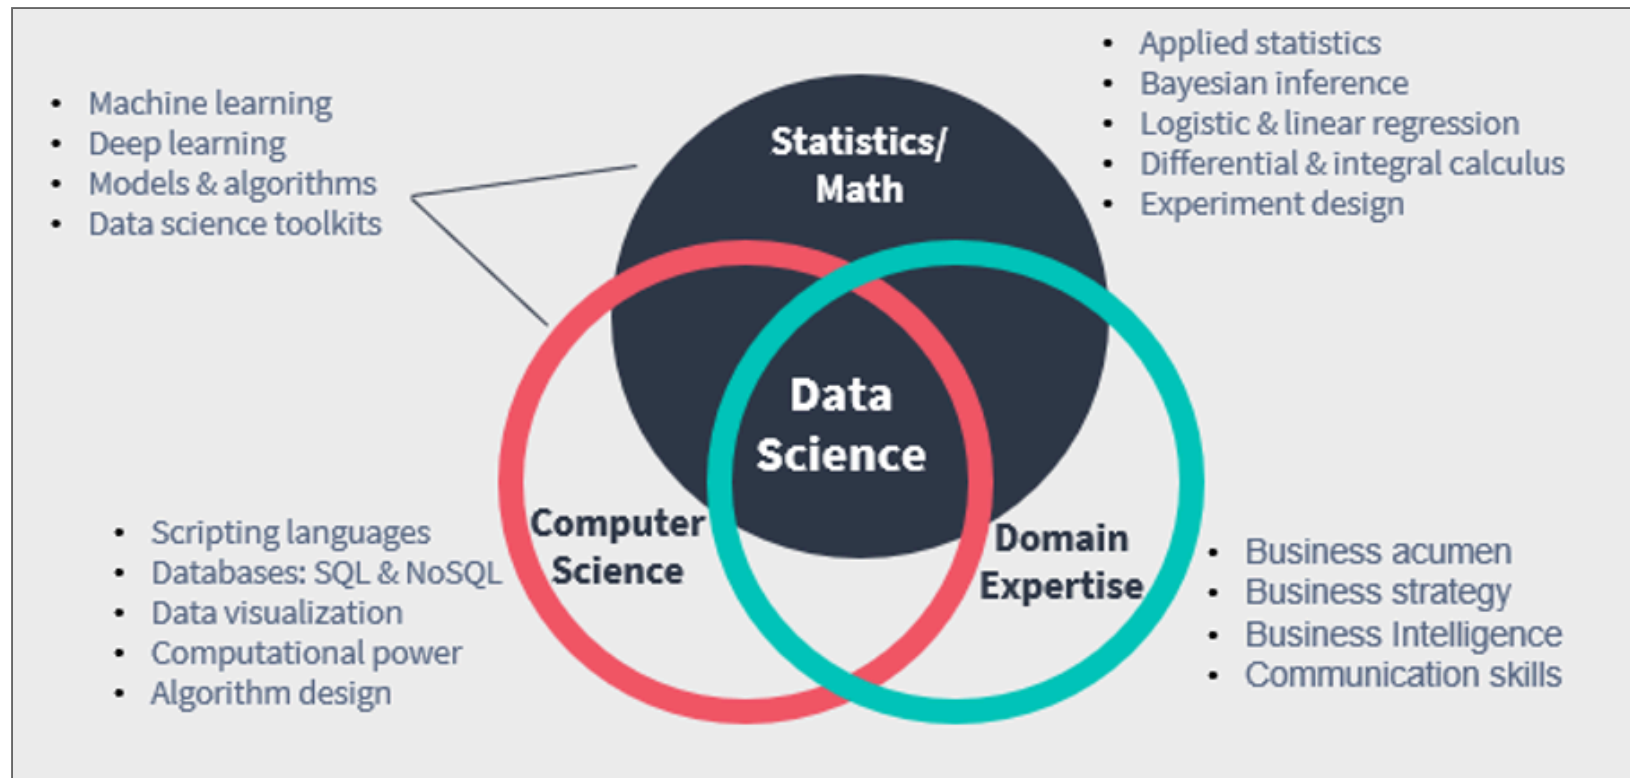 • Machine learning
• Deep learning
• Models & algorithms
• Data science toolkits
• Applied statistics
• Bayesian inference
• Logistic & linear regression
• Differential & integral calculus
• Experiment design
Statistics/
Math
Data
Science
Computer
Science
Domain
Expertise
• Scripting languages
• Databases: SQL & NoSQL
• Data visualization
• Computational power
• Algorithm design
• Business acumen
• Business strategy
• Business Intelligence
• Communication skills